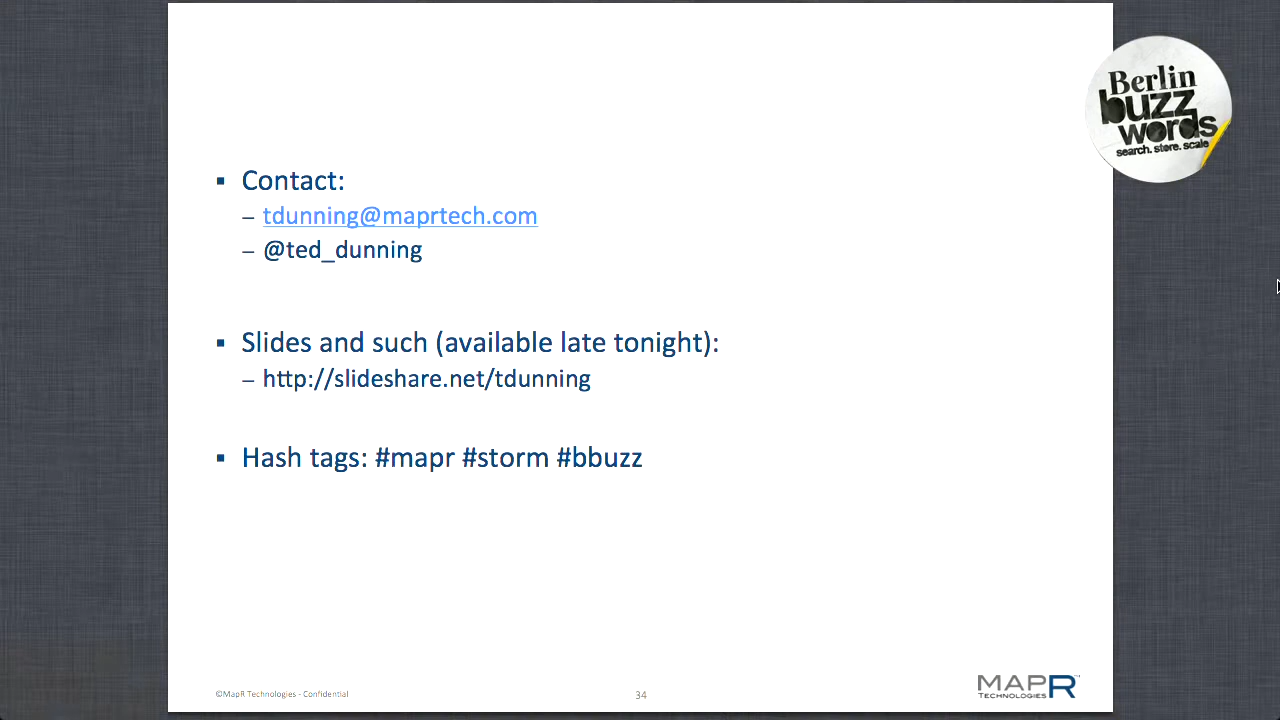 Berlin
buzz
words
search. store. scale
▪ Contact:
– tdunning@maprtech.com
– @ted_dunning
▪ Slides and such (available late tonight):
– http://slideshare.net/tdunning
▪ Hash tags: #mapr #storm #bbuzz
©MapR Technologies - Confidential
34
MAPR™
TECHNOLOGIES